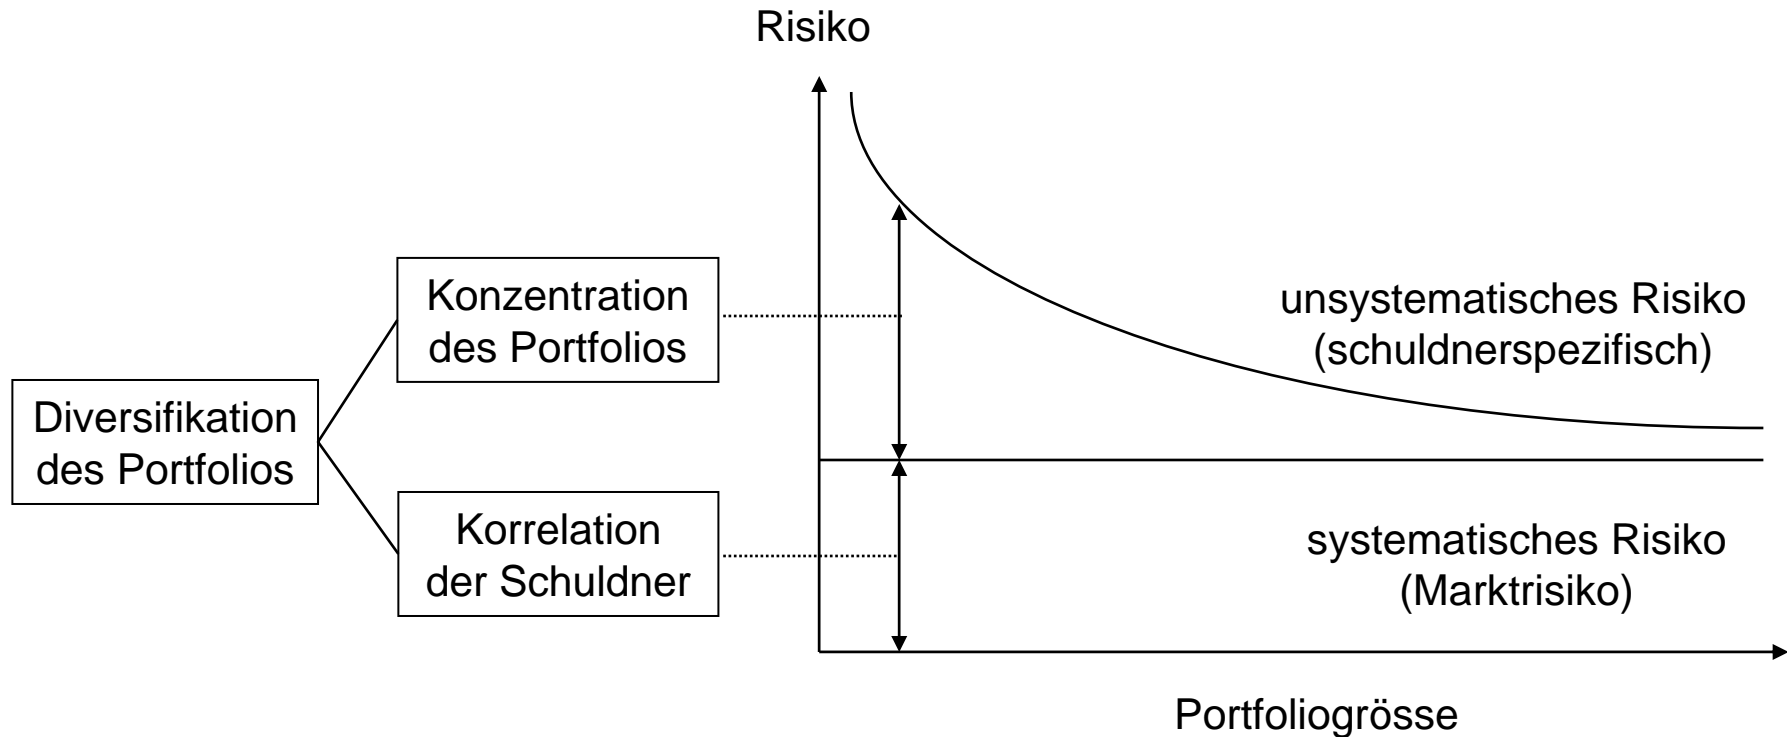 Risiko
Konzentration
des Portfolios
unsystematisches Risiko
(schuldnerspezifisch)
Diversifikation
des Portfolios
Korrelation
der Schuldner
systematisches Risiko
(Marktrisiko)
Portfoliogrösse